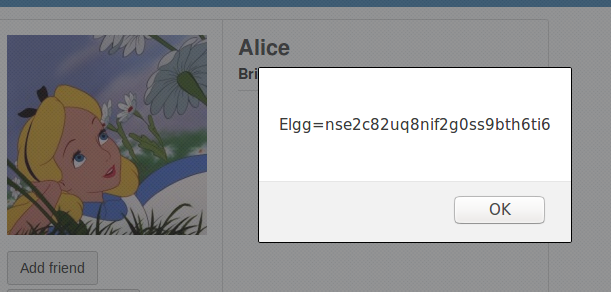 Alice
Bri
Elgg=nse2c82uq8nif2g0ss9bth6ti6
OK
Add friend